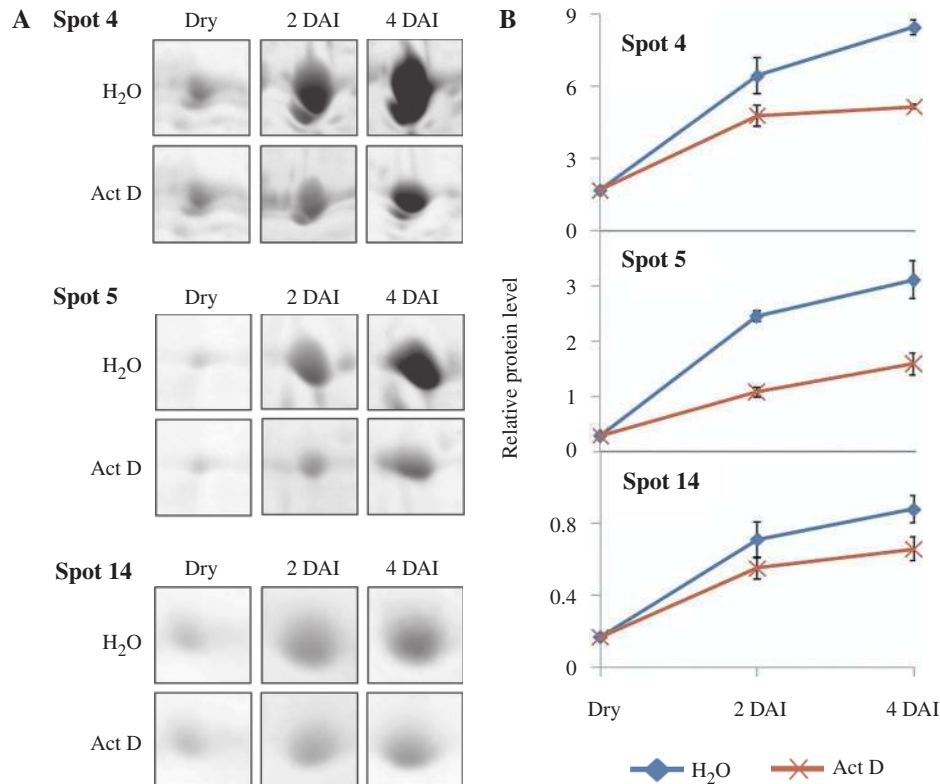 A Spot 4 Dry 2 DAI 4 DAI
H₂O
Act D
Spot 5 Dry 2 DAI 4 DAI
H₂O
Act D
Spot 14 Dry 2 DAI 4 DAI
H₂O
Act D
B
Relative protein level
9
6
3
0
Spot 4
3
2
1
0
Spot 5
0.8
0.4
0
Spot 14
Dry 2 DAI 4 DAI
H₂O Act D